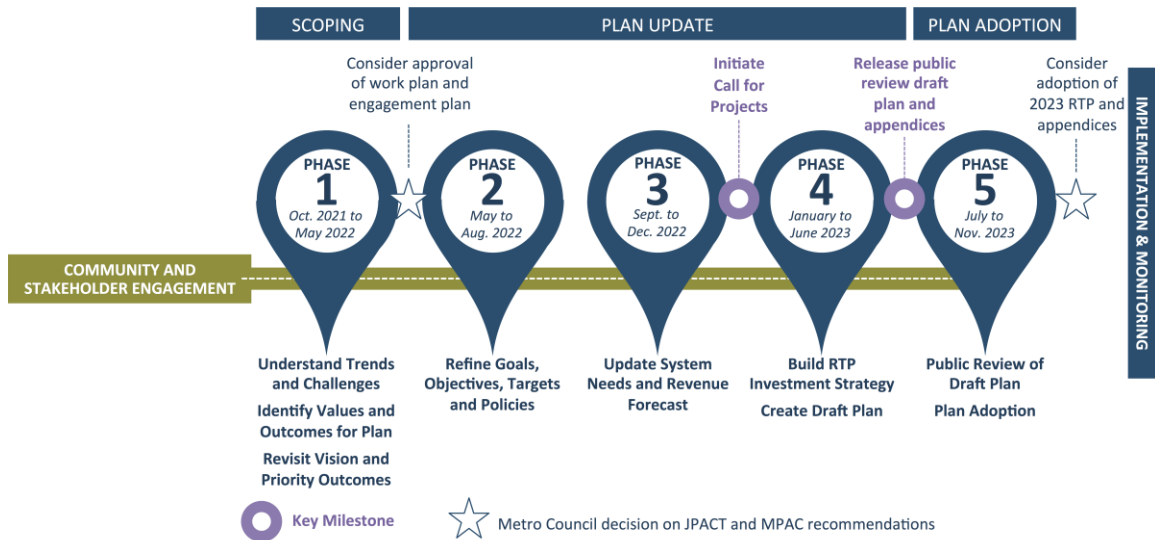 SCOPING
PLAN UPDATE
PLAN ADOPTION
Consider approval
of work plan and
engagement plan
Initiate
Call for
Projects
Release public
review draft
plan and
appendices
Consider
adoption of
2023 RTP and
appendices
PHASE
1
Oct. 2021 to
May 2022
PHASE
2
May to
Aug. 2022
PHASE
3
Sept. to
Dec. 2022
PHASE
4
January to
June 2023
PHASE
5
July to
Nov. 2023
IMPLEMENTATION & MONITORING
COMMUNITY AND
STAKEHOLDER ENGAGEMENT
Understand Trends
and Challenges
Identify Values and
Outcomes for Plan
Revisit Vision and
Priority Outcomes
Refine Goals,
Objectives, Targets
and Policies
Update System
Needs and Revenue
Forecast
Build RTP
Investment Strategy
Create Draft Plan
Public Review of
Draft Plan
Plan Adoption
Key Milestone
Metro Council decision on JPACT and MPAC recommendations